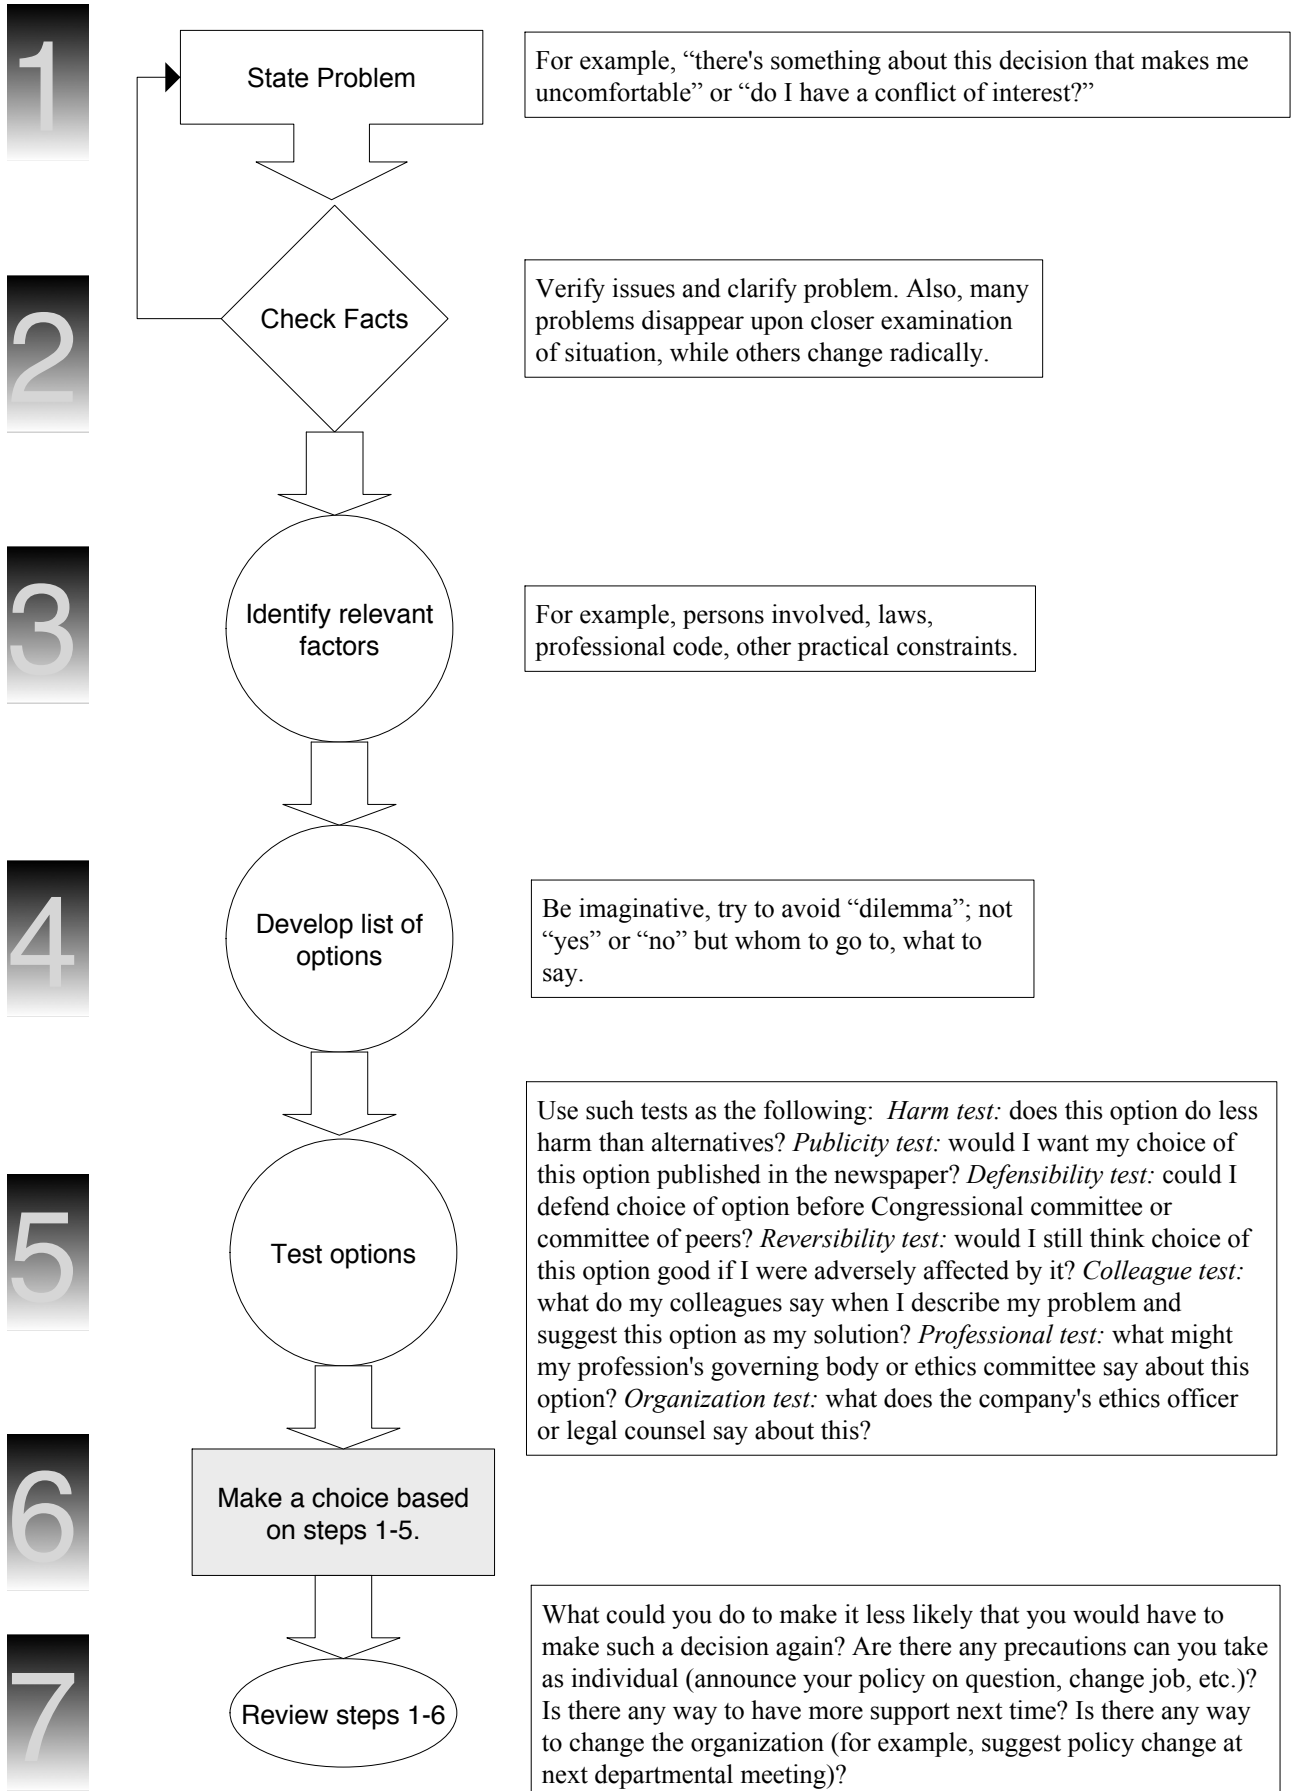 1
State Problem
For example, “there's something about this decision that makes me
uncomfortable” or “do I have a conflict of interest?”
2
Check Facts
Verify issues and clarify problem. Also, many
problems disappear upon closer examination
of situation, while others change radically.
3
Identify relevant
factors
For example, persons involved, laws,
professional code, other practical constraints.
4
Develop list of
options
Be imaginative, try to avoid “dilemma”; not
“yes” or “no” but whom to go to, what to
say.
5
Test options
Use such tests as the following: Harm test: does this option do less
harm than alternatives? Publicity test: would I want my choice of
this option published in the newspaper? Defensibility test: could I
defend choice of option before Congressional committee or
committee of peers? Reversibility test: would I still think choice of
this option good if I were adversely affected by it? Colleague test:
what do my colleagues say when I describe my problem and
suggest this option as my solution? Professional test: what might
my profession's governing body or ethics committee say about this
option? Organization test: what does the company's ethics officer
or legal counsel say about this?
6
Make a choice based
on steps 1-5.
7
Review steps 1-6
What could you do to make it less likely that you would have to
make such a decision again? Are there any precautions can you take
as individual (announce your policy on question, change job, etc.)?
Is there any way to have more support next time? Is there any way
to change the organization (for example, suggest policy change at
next departmental meeting)?